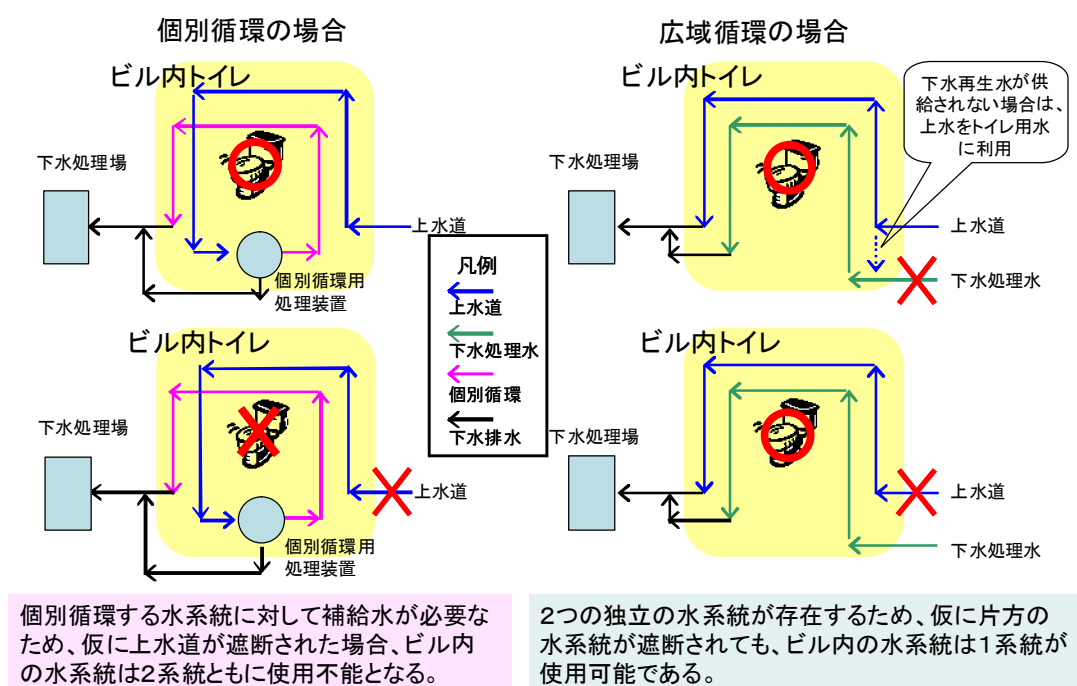 個別循環の場合
ビル内トイレ
下水処理場
上水道
個別循環用
処理装置
ビル内トイレ
下水処理場
上水道
個別循環用
処理装置
凡例
上水道
下水処理水
個別循環
下水排水
広域循環の場合
ビル内トイレ
下水再生水が供
給されない場合は、
上水をトイレ用水
に利用
下水処理場
上水道
下水処理水
ビル内トイレ
下水処理場
上水道
下水処理水
個別循環する水系統に対して補給水が必要な
ため、仮に上水道が遮断された場合、ビル内
の水系統は2系統ともに使用不能となる。
2つの独立の水系統が存在するため、仮に片方の
水系統が遮断されても、ビル内の水系統は1系統が
使用可能である。